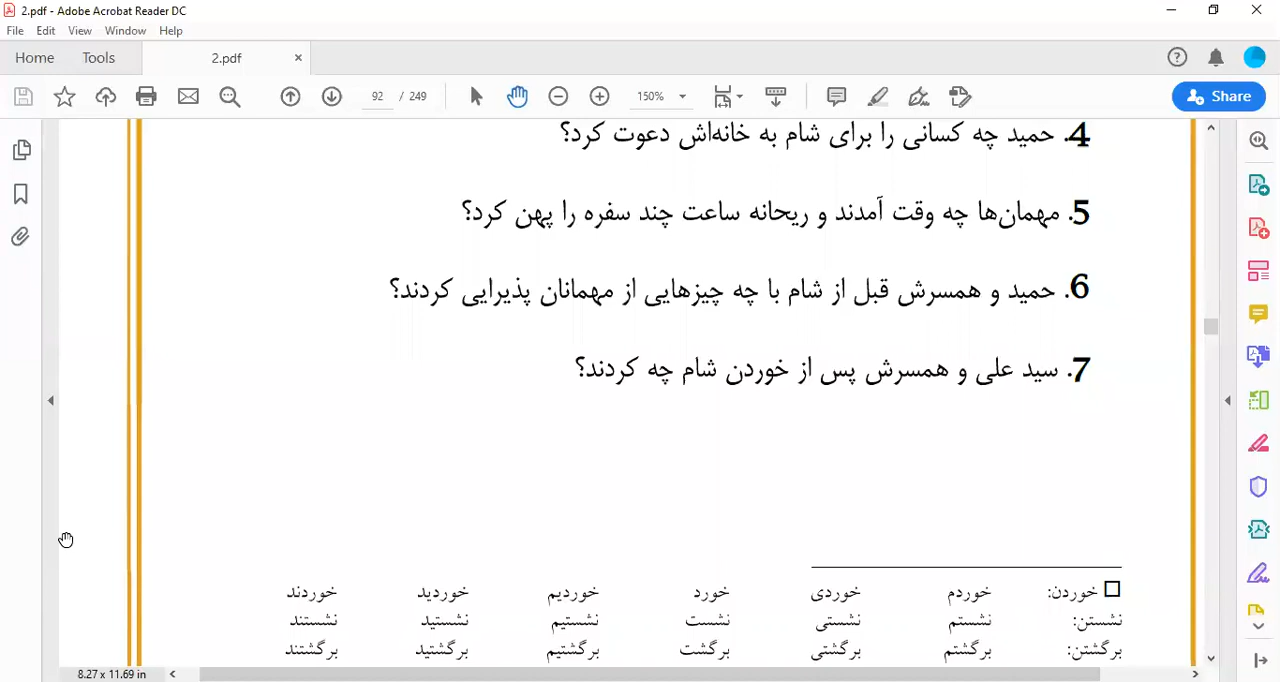 2.pdf - Adobe Acrobat Reader DC
File Edit View Window Help
Home Tools 2.pdf ×
92 / 249 150% Share
4. حمید چه کسانی را برای شام به خانه‌اش دعوت کرد؟
5. مهمان‌ها چه وقت آمدند و ریحانه ساعت چند سفره را پهن کرد؟
6. حمید و همسرش قبل از شام با چه چیزهایی از مهمانان پذیرایی کردند؟
7. سید علی و همسرش پس از خوردن شام چه کردند؟
خوردن: خوردم خوردی خورد خوردیم خوردید خوردند
نشستن: نشستم نشستی نشست نشستیم نشستید نشستند
برگشتن: برگشتم برگشتی برگشت برگشتیم برگشتید برگشتند
8.27 x 11.69 in